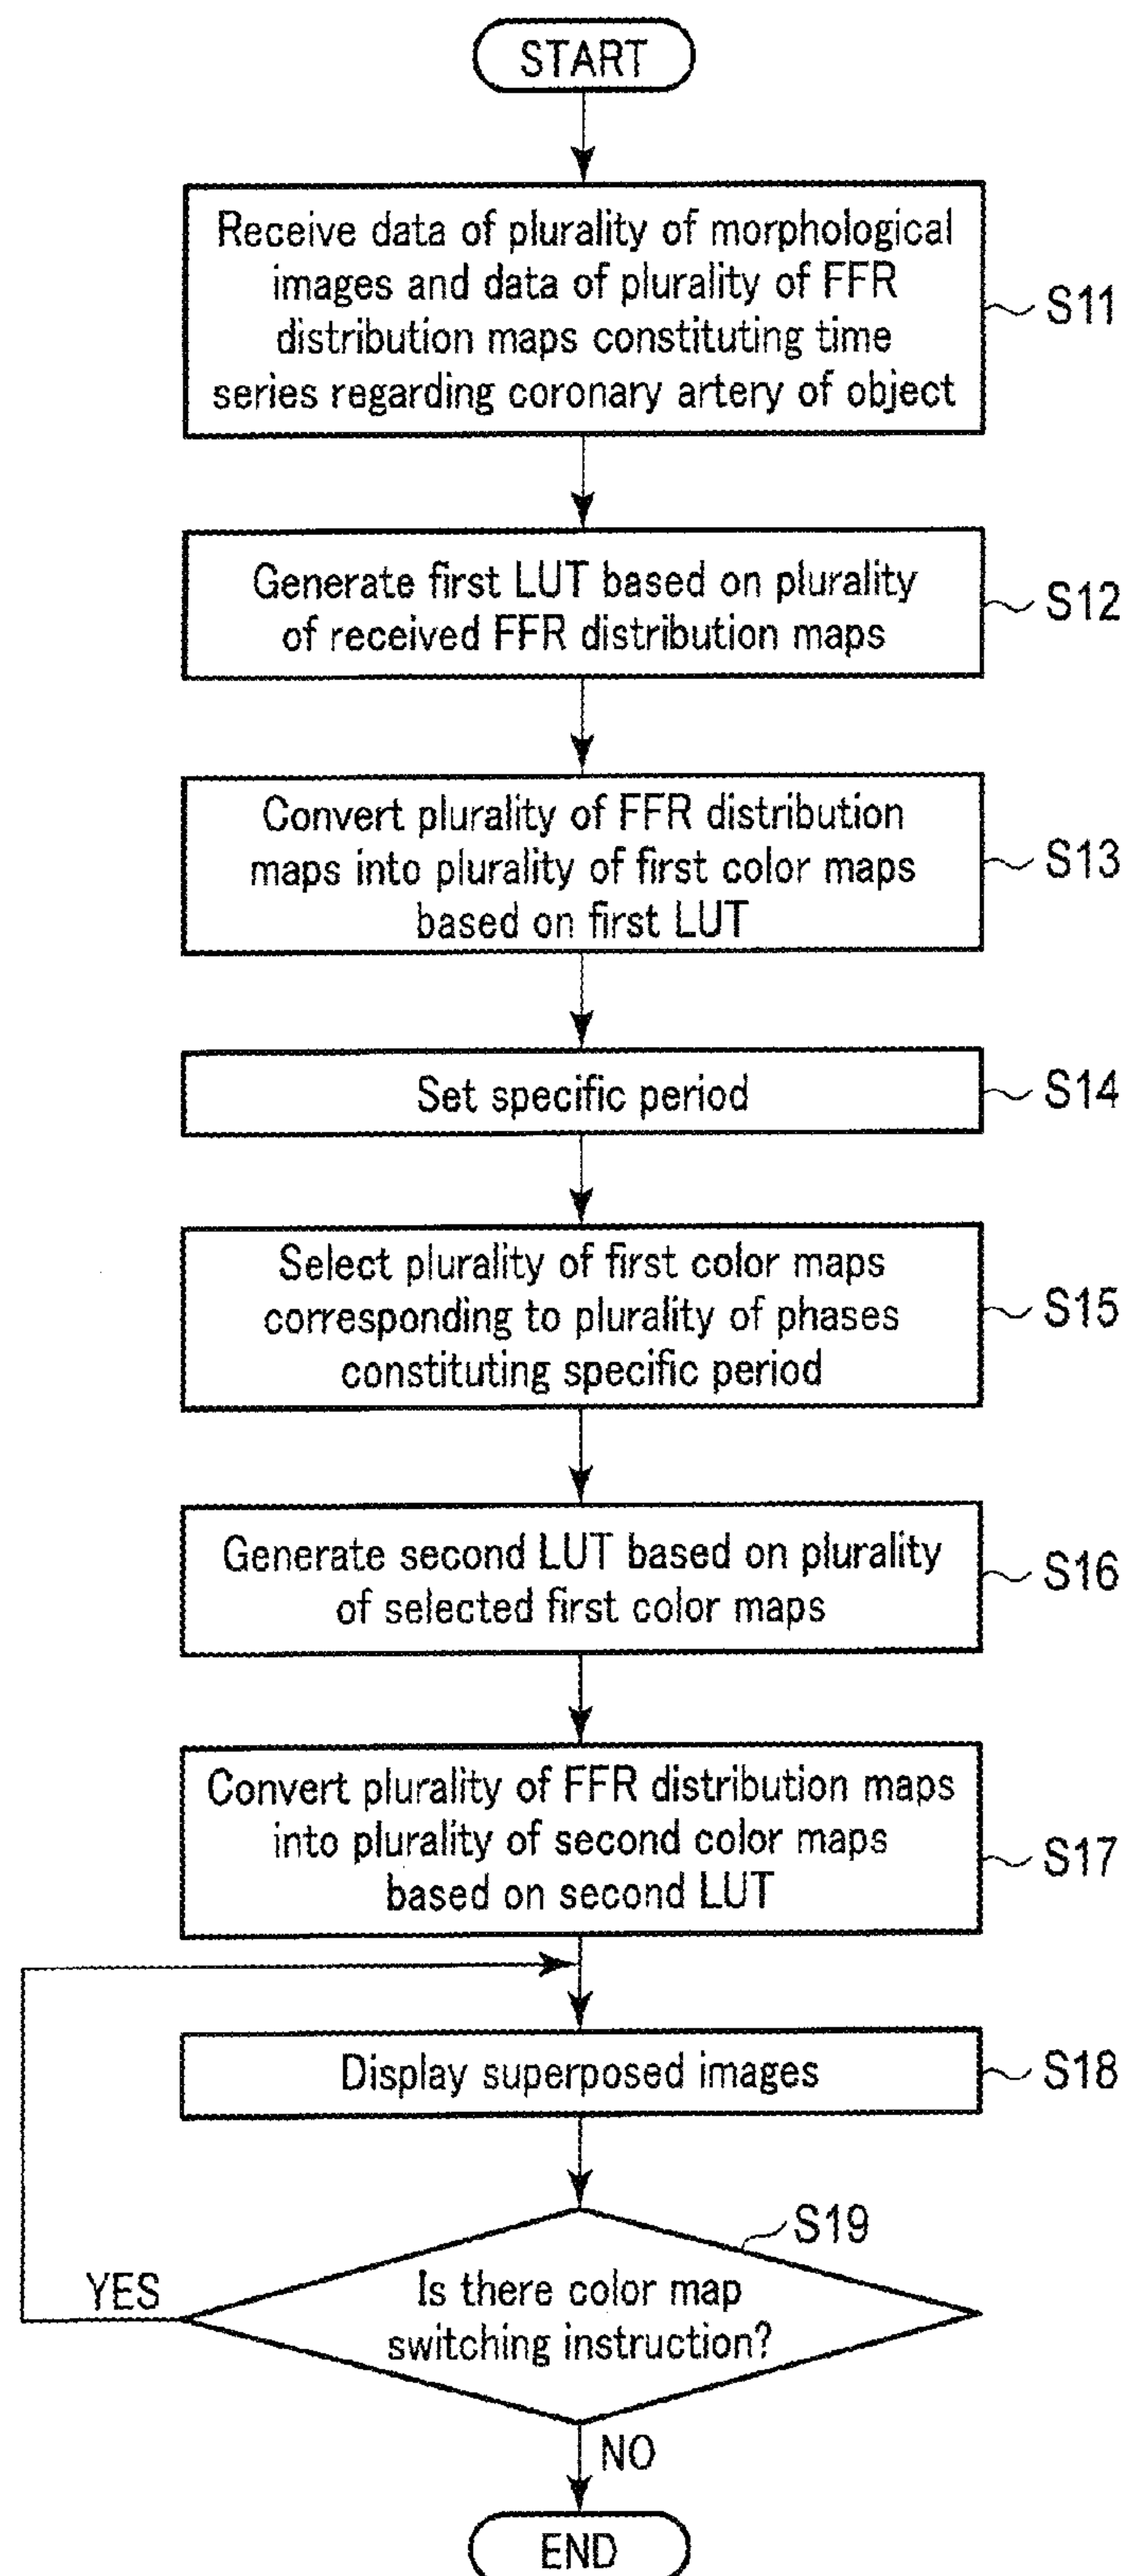 START
Receive data of plurality of morphological
images and data of plurality of FFR
distribution maps constituting time
series regarding coronary artery of object
S11
Generate first LUT based on plurality
of received FFR distribution maps
S12
Convert plurality of FFR distribution
maps into plurality of first color maps
based on first LUT
S13
Set specific period
S14
Select plurality of first color maps
corresponding to plurality of phases
constituting specific period
S15
Generate second LUT based on plurality
of selected first color maps
S16
Convert plurality of FFR distribution maps
into plurality of second color maps
based on second LUT
S17
Display superposed images
S18
S19
Is there color map
switching instruction?
YES
NO
END